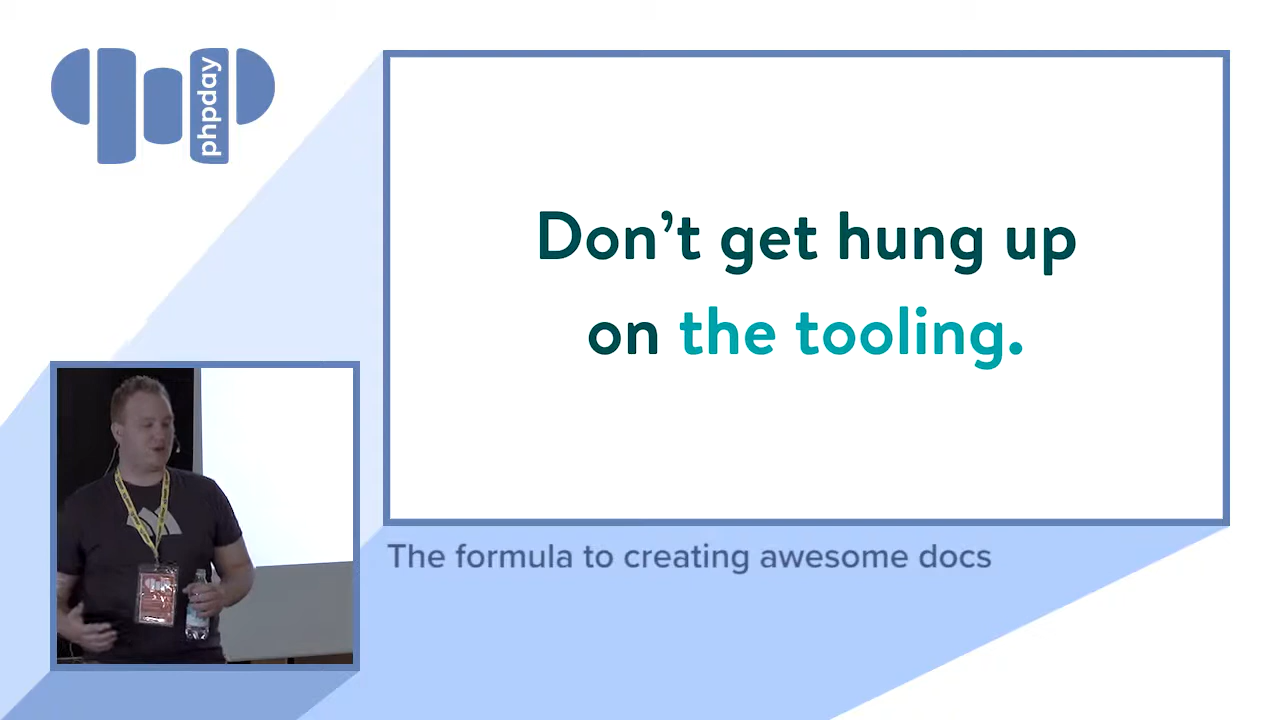 phpday
Don't get hung up
on the tooling.
The formula to creating awesome docs